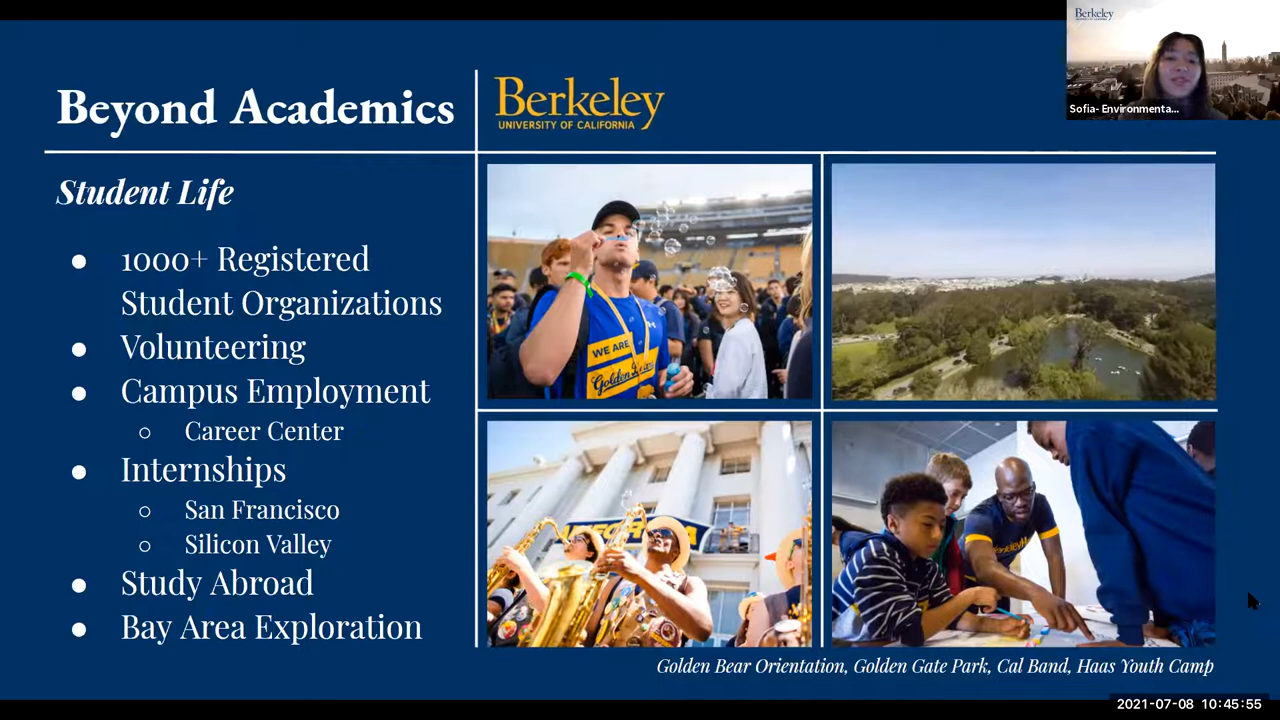 Beyond Academics
Berkeley
UNIVERSITY OF CALIFORNIA
Berkeley
Sofia- Environmenta...
Student Life
● 1000+ Registered
Student Organizations
● Volunteering
● Campus Employment
○ Career Center
● Internships
○ San Francisco
○ Silicon Valley
● Study Abroad
● Bay Area Exploration
WE ARE
Golden Bears
Golden Bear Orientation, Golden Gate Park, Cal Band, Haas Youth Camp
2021-07-08 10:45:55